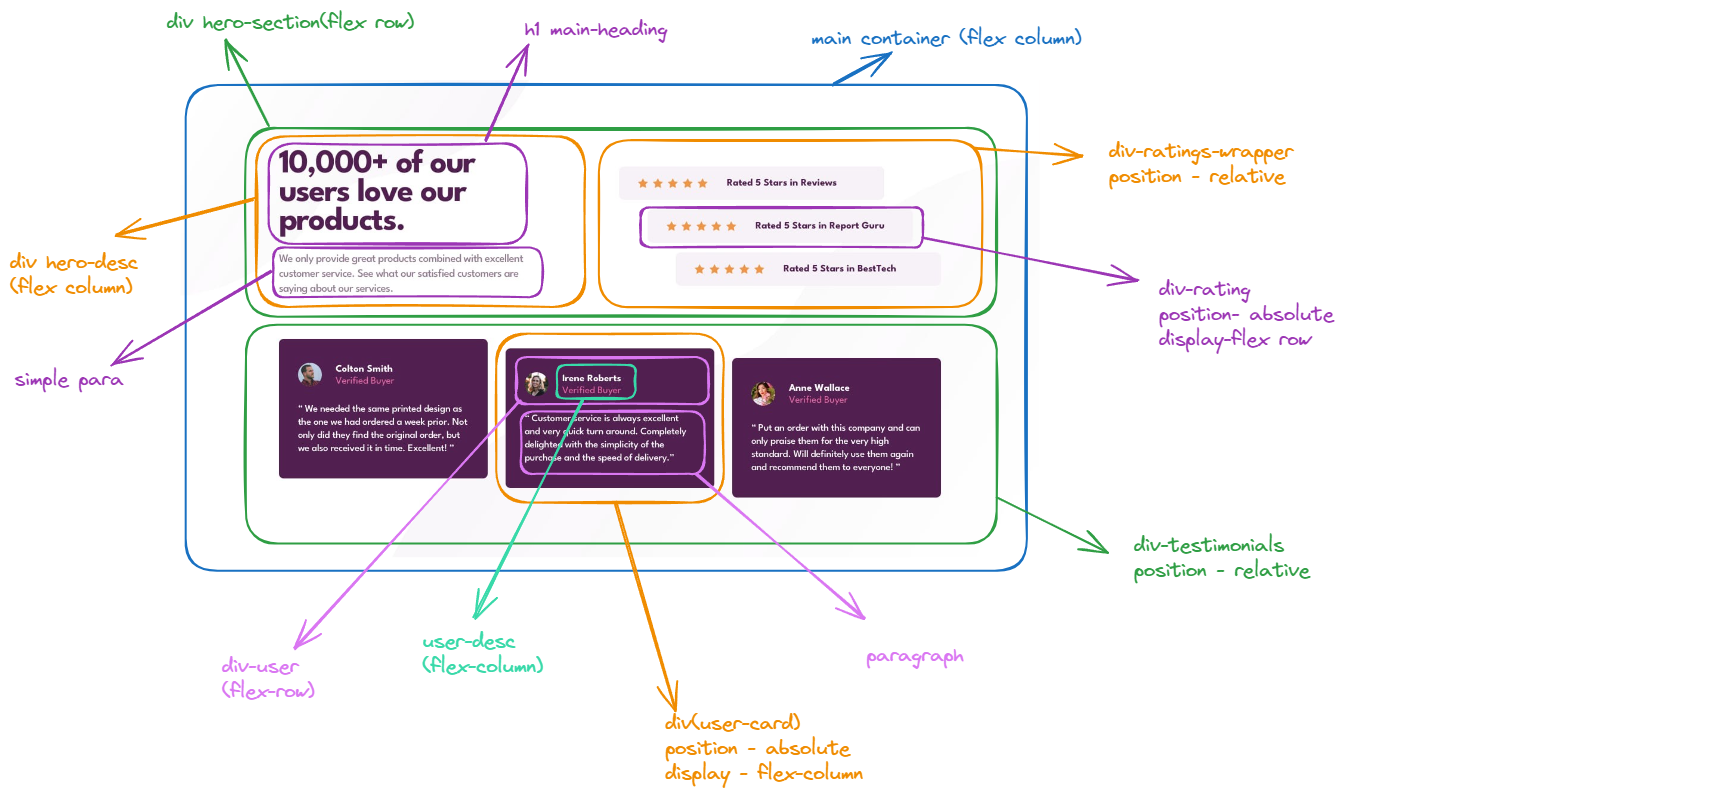 div hero-section(flex row)
h1 main-heading
main container (flex column)
10,000+ of our
users love our
products.
We only provide great products combined with excellent
customer service. See what our satisfied customers are
saying about our services.
Rated 5 Stars in Reviews
Rated 5 Stars in Report Guru
Rated 5 Stars in BestTech
div-ratings-wrapper
position - relative
div hero-desc
(flex column)
div-rating
position- absolute
display-flex row
simple para
Colton Smith
Verified Buyer
“ We needed the same printed design as
the one we had ordered a week prior. Not
only did they find the original order, but
we also received it in time. Excellent! ”
Irene Roberts
Verified Buyer
“ Customer service is always excellent
and very quick turn around. Completely
delighted with the simplicity of the
purchase and the speed of delivery.”
Anne Wallace
Verified Buyer
“ Put an order with this company and can
only praise them for the very high
standard. Will definitely use them again
and recommend them to everyone! ”
div-testimonials
position - relative
div-user
(flex-row)
user-desc
(flex-column)
paragraph
div(user-card)
position - absolute
display - flex-column